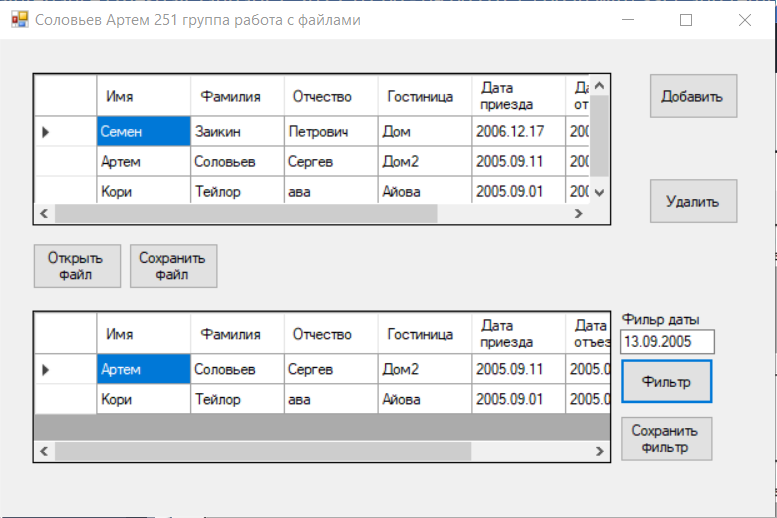 Соловьев Артем 251 группа работа с файлами
Имя Фамилия Отчество Гостиница Дата приезда Да от
Семен Заикин Петрович Дом 2006.12.17 200
Артем Соловьев Сергев Дом2 2005.09.11 200
Кори Тейлор ава Айова 2005.09.01 200
Добавить
Удалить
Открыть
файл
Сохранить
файл
Имя Фамилия Отчество Гостиница Дата приезда Дата отъез
Артем Соловьев Сергев Дом2 2005.09.11 2005.0
Кори Тейлор ава Айова 2005.09.01 2005.0
Фильр даты
13.09.2005
Фильтр
Сохранить
фильтр